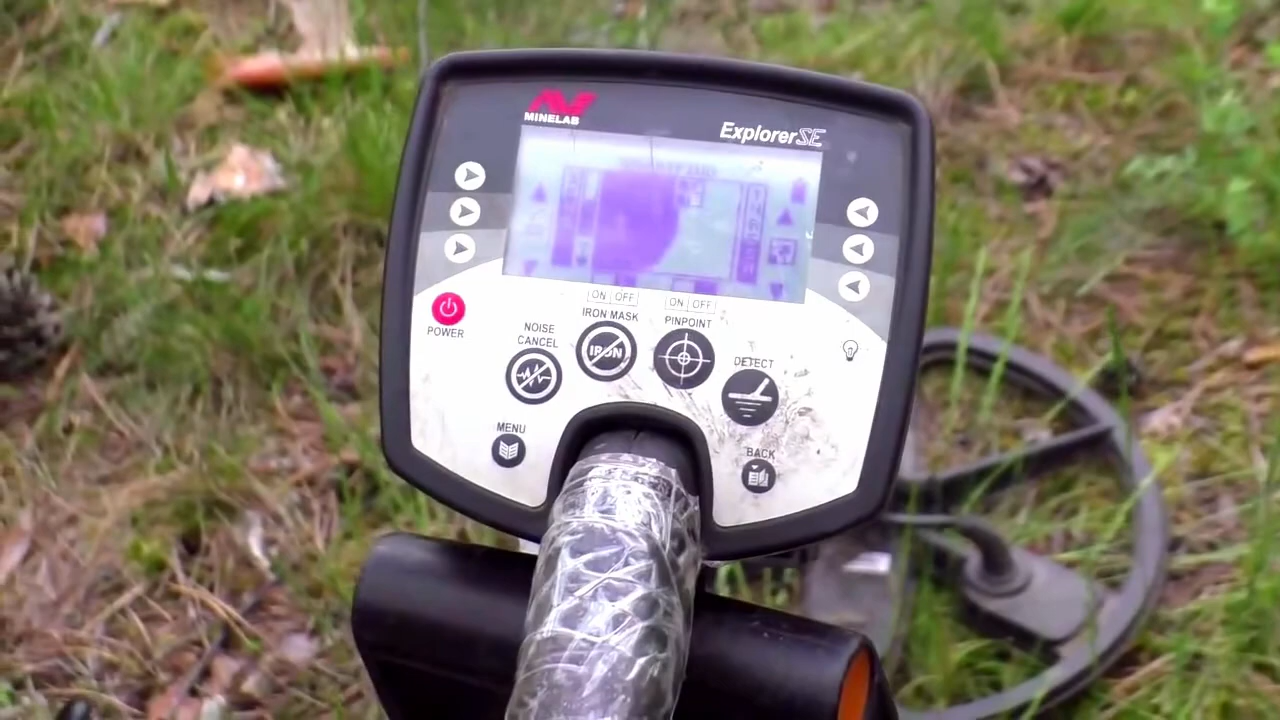 MINELAB
ExplorerSE
POWER
NOISE
CANCEL
ON OFF
IRON MASK
IRON
ON OFF
PINPOINT
DETECT
MENU
BACK